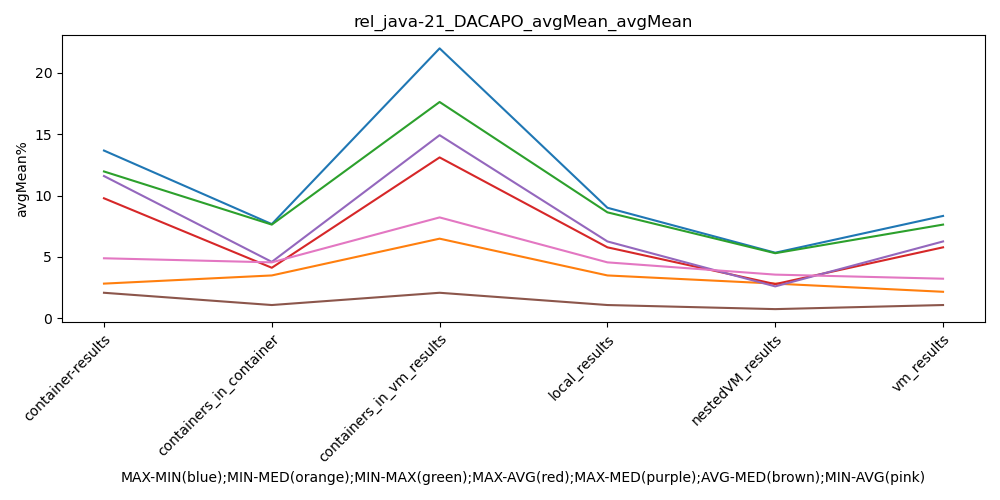 rel_java-21_DACAPO_avgMean_avgMean
avgMean%
20
15
10
5
0
container-results
containers_in_container
containers_in_vm_results
local_results
nestedVM_results
vm_results
MAX-MIN(blue);MIN-MED(orange);MIN-MAX(green);MAX-AVG(red);MAX-MED(purple);AVG-MED(brown);MIN-AVG(pink)